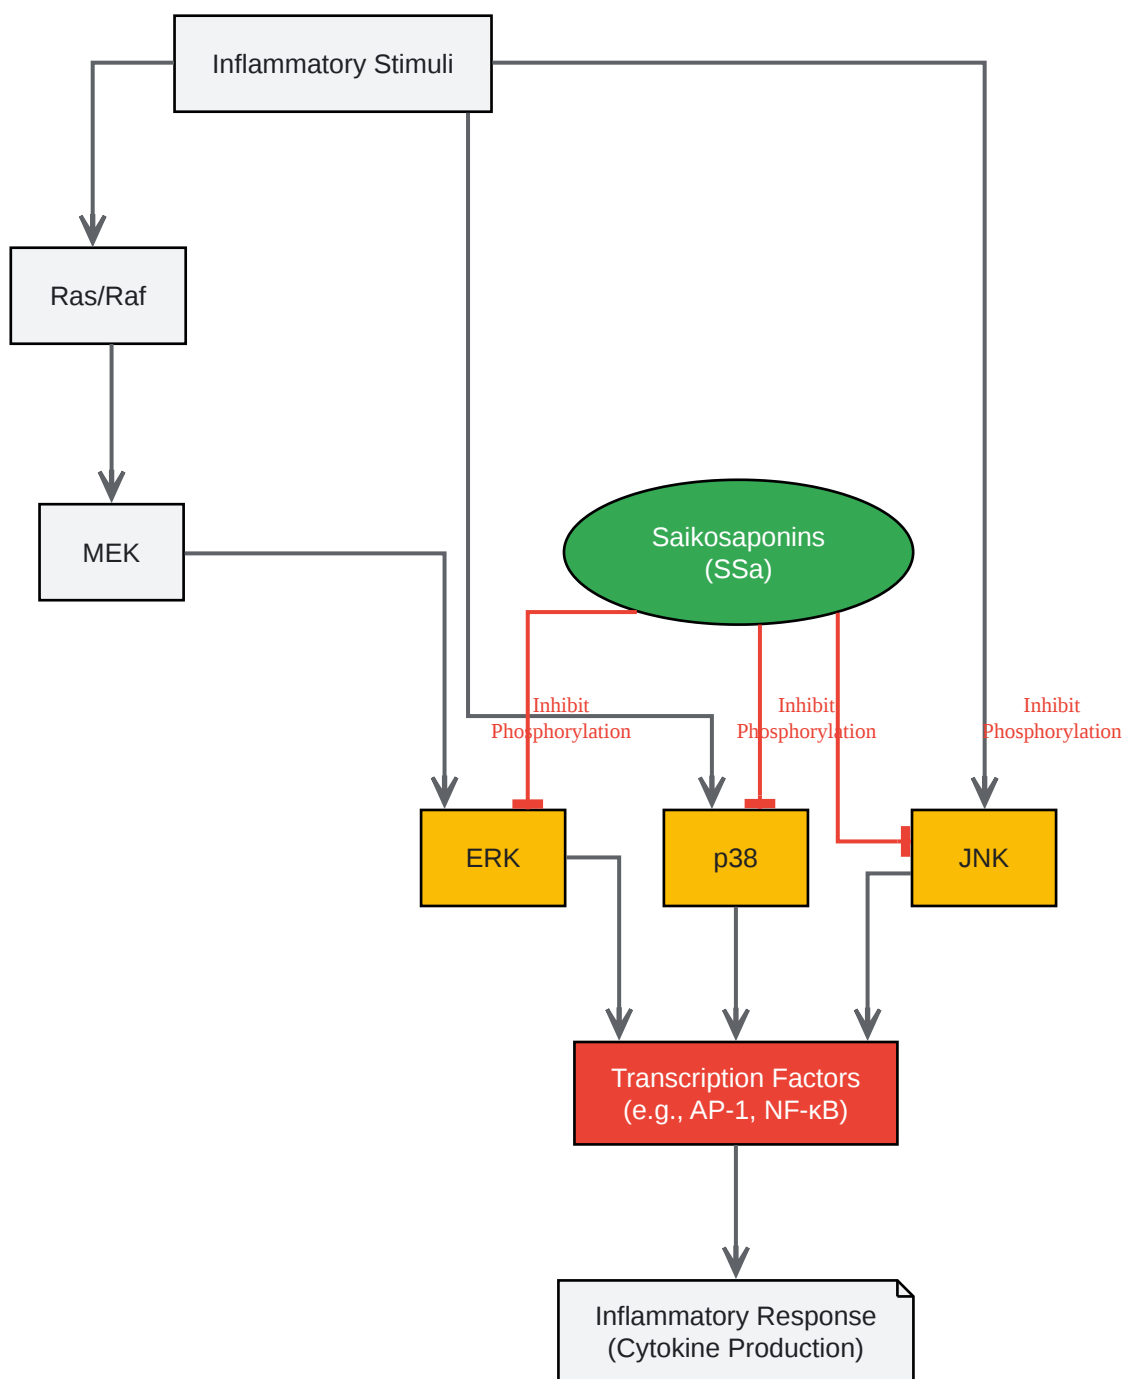 Inflammatory Stimuli
Ras/Raf
MEK
Saikosaponins
(SSa)
Inhibit
Phosphorylation
Inhibit
Phosphorylation
Inhibit
Phosphorylation
ERK
p38
JNK
Transcription Factors
(e.g., AP-1, NF-κB)
Inflammatory Response
(Cytokine Production)